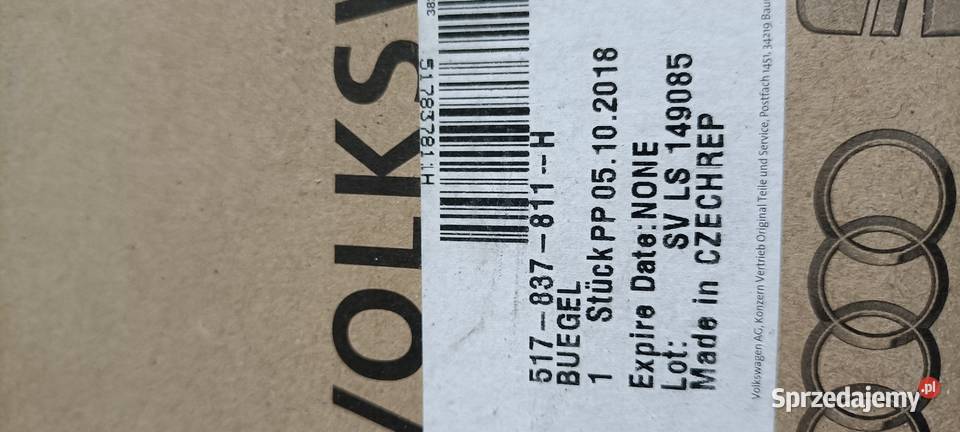 VOLKSW
517837811H
517-837-811--H
BUEGEL
1 Stück PP 05.10.2018
Expire Date:NONE
Lot: SV LS 149085
Made in CZECHREP
Volkswagen AG, Konzern Vertrieb Original Teile und Service, Postfach 1451, 34219 Bau
Sprzedajemy.pl